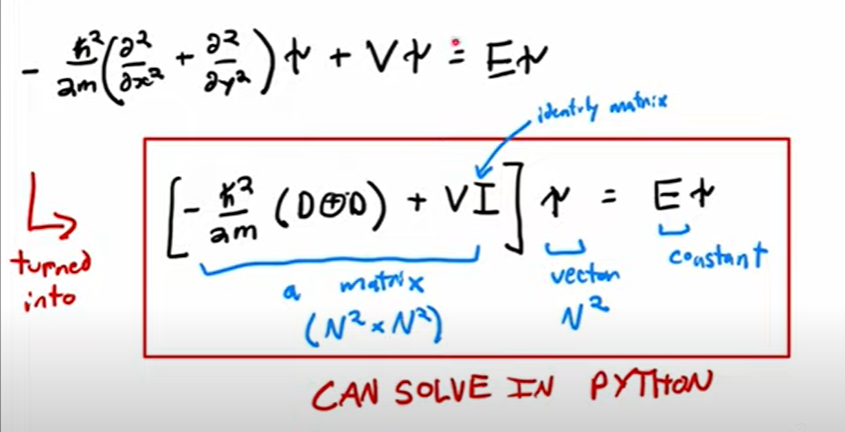 - ħ²/2m (∂²/∂x² + ∂²/∂y²) ψ + Vψ = Eψ
identity matrix
[- ħ²/2m (D⊕D) + VI] ψ = Eψ
turned
into
a matrix
(N² × N²)
vector
N²
constant
CAN SOLVE IN PYTHON